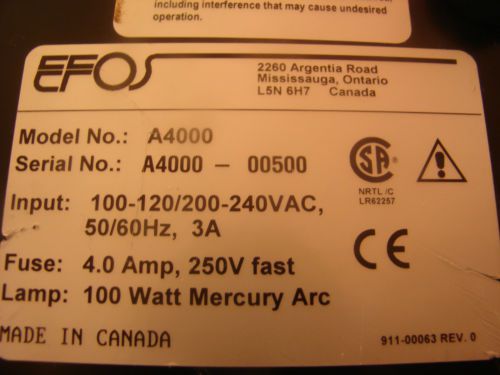 including interference that may cause undesired
operation.
EFOS
2260 Argentia Road
Mississauga, Ontario
L5N 6H7 Canada
Model No.: A4000
Serial No.: A4000 - 00500
Input: 100-120/200-240VAC,
50/60Hz, 3A
Fuse: 4.0 Amp, 250V fast
Lamp: 100 Watt Mercury Arc
MADE IN CANADA
SA
NRTL /C
LR62257
!
CE
911-00063 REV. 0